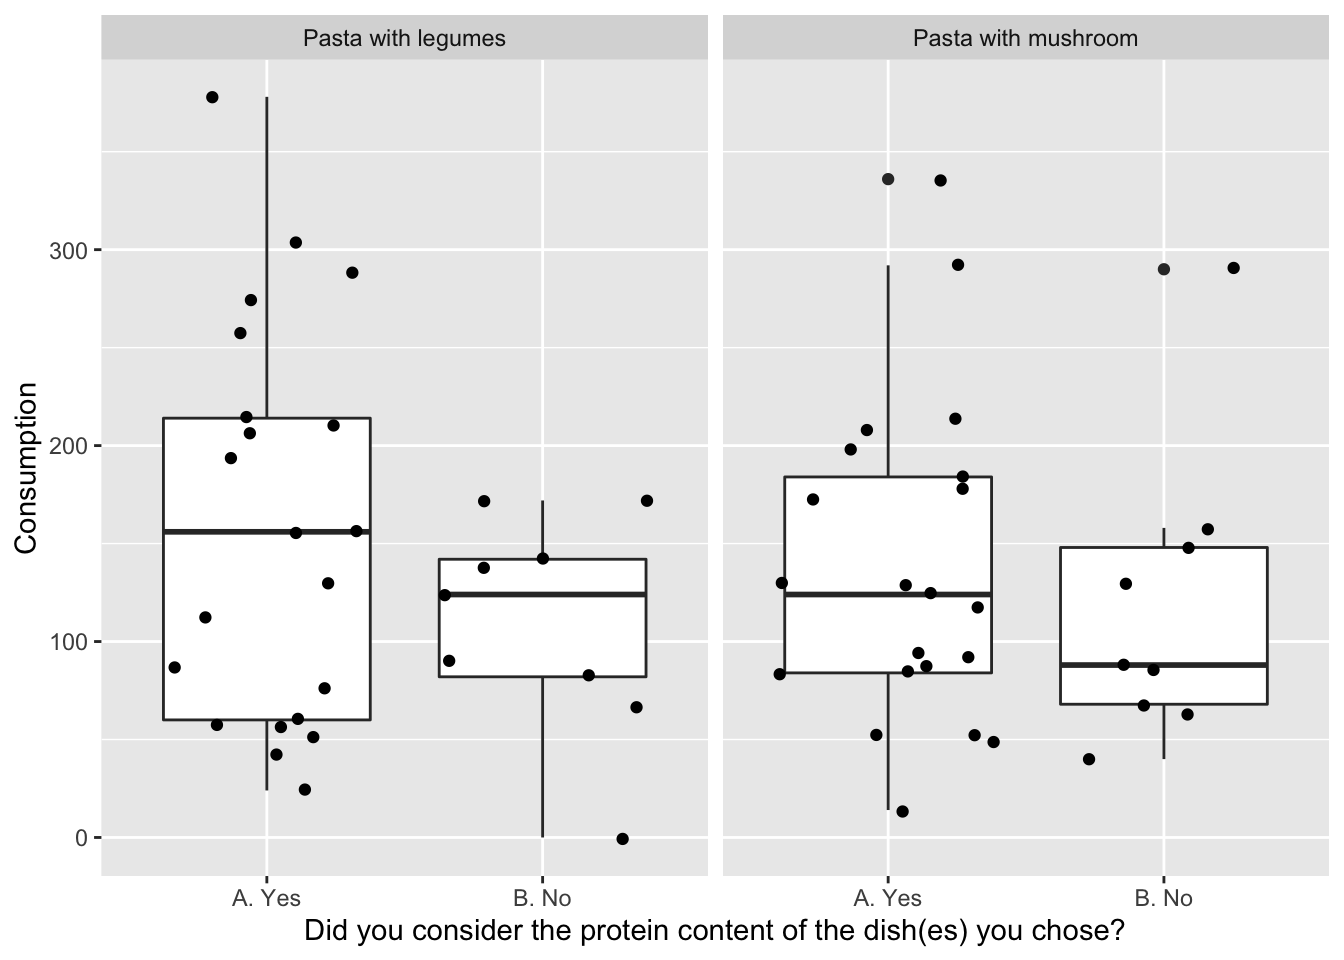 Pasta with legumes
Pasta with mushroom
Consumption
300
200
100
0
A. Yes
B. No
A. Yes
B. No
Did you consider the protein content of the dish(es) you chose?